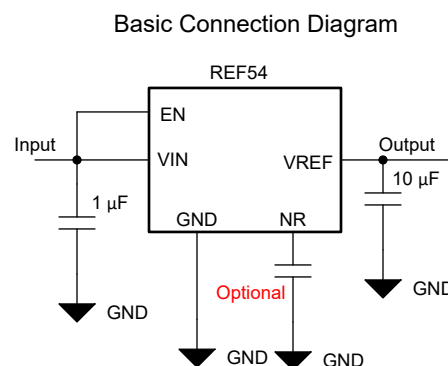 Basic Connection Diagram
REF54
EN
Input
VIN
VREF
Output
1 µF
10 µF
GND
NR
Optional
GND
GND
GND
GND